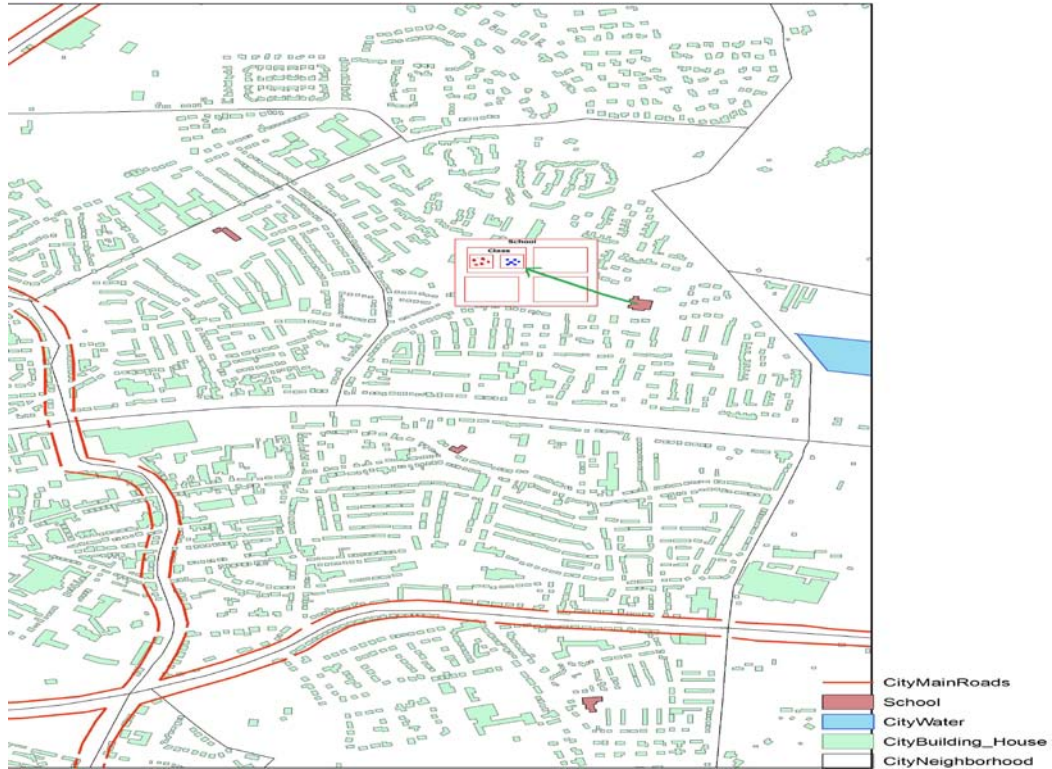 School
Class
CityMainRoads
School
CityWater
CityBuilding_House
CityNeighborhood